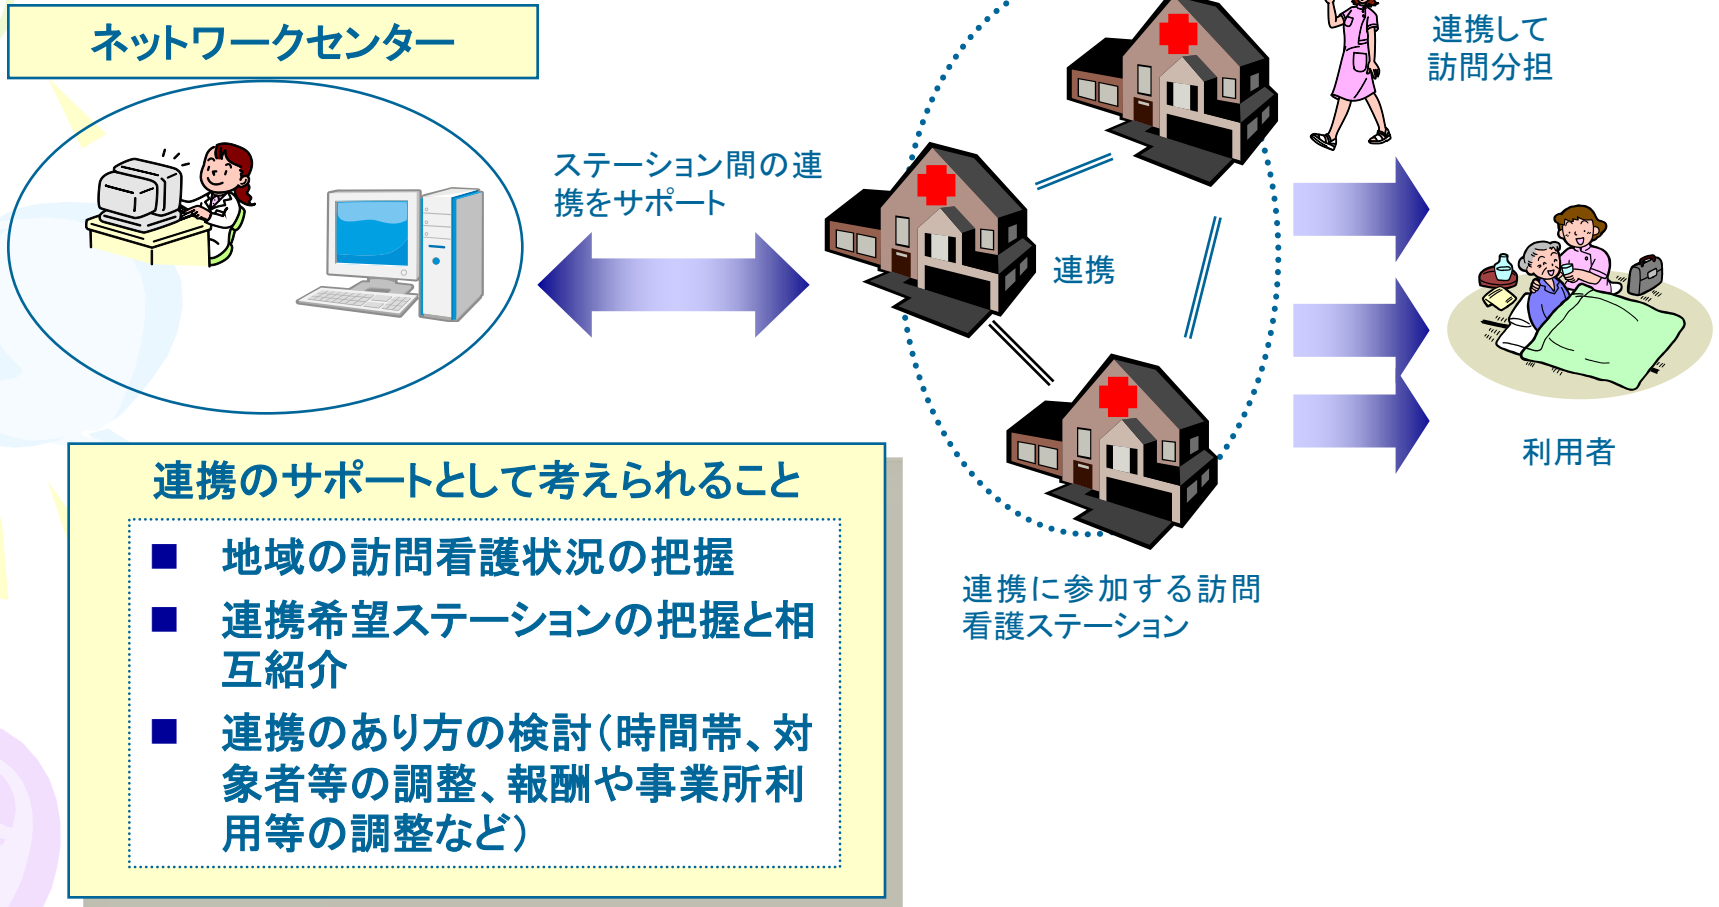 ネットワークセンター
連携して
訪問分担
ステーション間の連
携をサポート
連携
利用者
連携のサポートとして考えられること
■ 地域の訪問看護状況の把握
■ 連携希望ステーションの把握と相
互紹介
■ 連携のあり方の検討(時間帯、対
象者等の調整、報酬や事業所利
用等の調整など)
連携に参加する訪問
看護ステーション